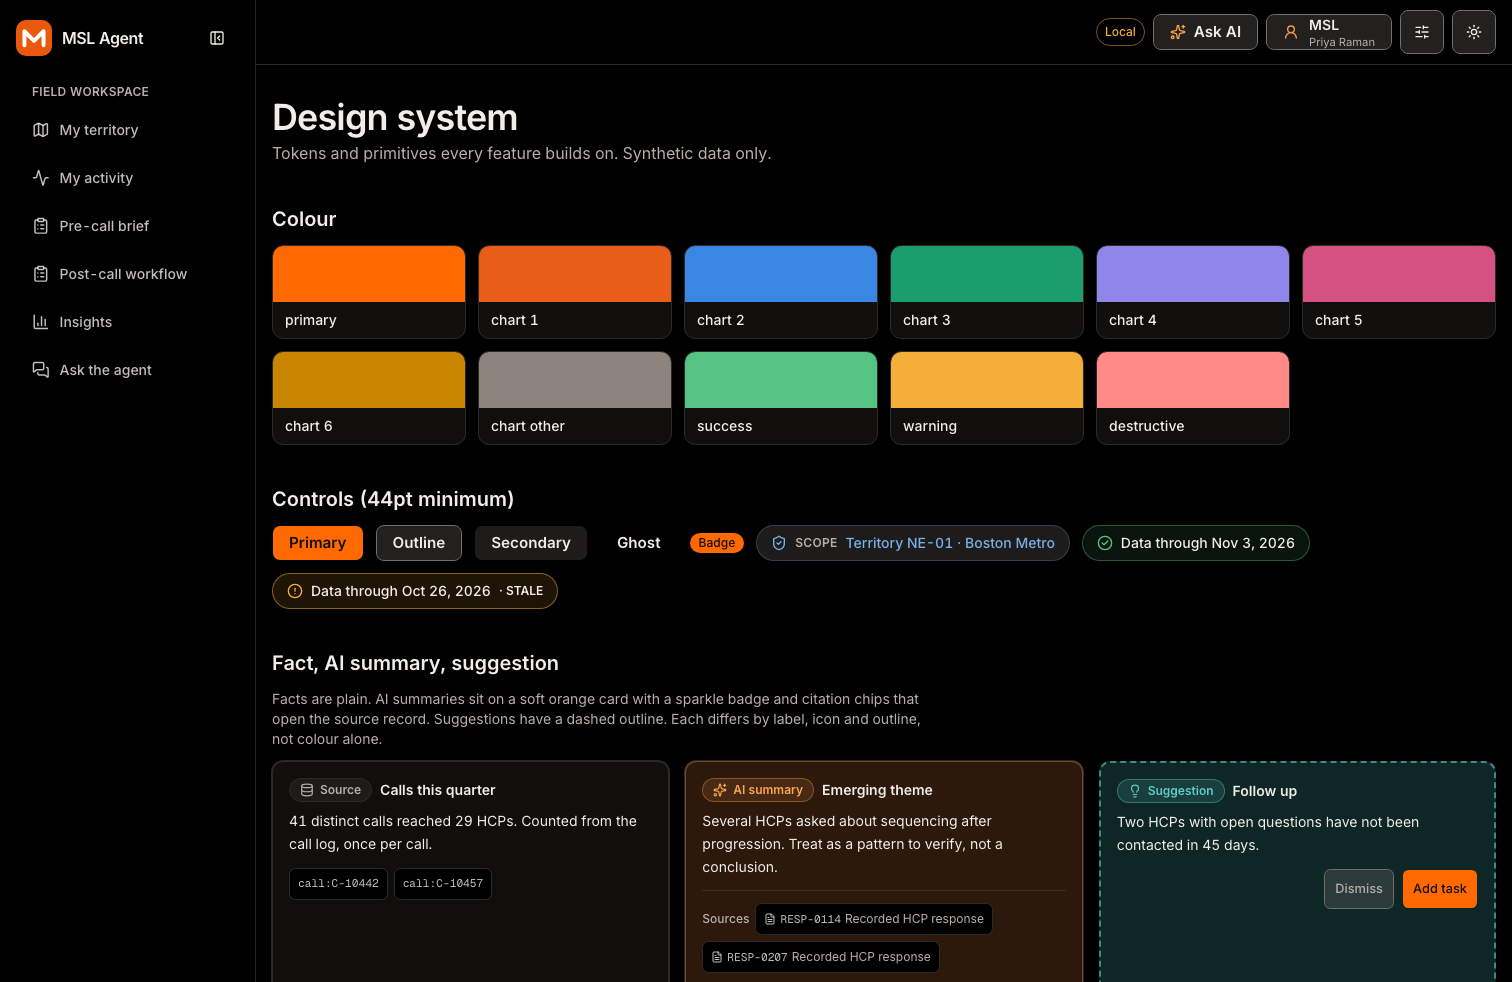 MSL Agent
Local
Ask AI
MSL
Priya Raman
FIELD WORKSPACE
My territory
My activity
Pre-call brief
Post-call workflow
Insights
Ask the agent
Design system
Tokens and primitives every feature builds on. Synthetic data only.
Colour
primary
chart 1
chart 2
chart 3
chart 4
chart 5
chart 6
chart other
success
warning
destructive
Controls (44pt minimum)
Primary
Outline
Secondary
Ghost
Badge
SCOPE Territory NE-01 · Boston Metro
Data through Nov 3, 2026
Data through Oct 26, 2026 · STALE
Fact, AI summary, suggestion
Facts are plain. AI summaries sit on a soft orange card with a sparkle badge and citation chips that
open the source record. Suggestions have a dashed outline. Each differs by label, icon and outline,
not colour alone.
Source Calls this quarter
41 distinct calls reached 29 HCPs. Counted from the
call log, once per call.
call:C-10442 call:C-10457
AI summary Emerging theme
Several HCPs asked about sequencing after
progression. Treat as a pattern to verify, not a
conclusion.
Sources RESP-0114 Recorded HCP response
RESP-0207 Recorded HCP response
Suggestion Follow up
Two HCPs with open questions have not been
contacted in 45 days.
Dismiss Add task